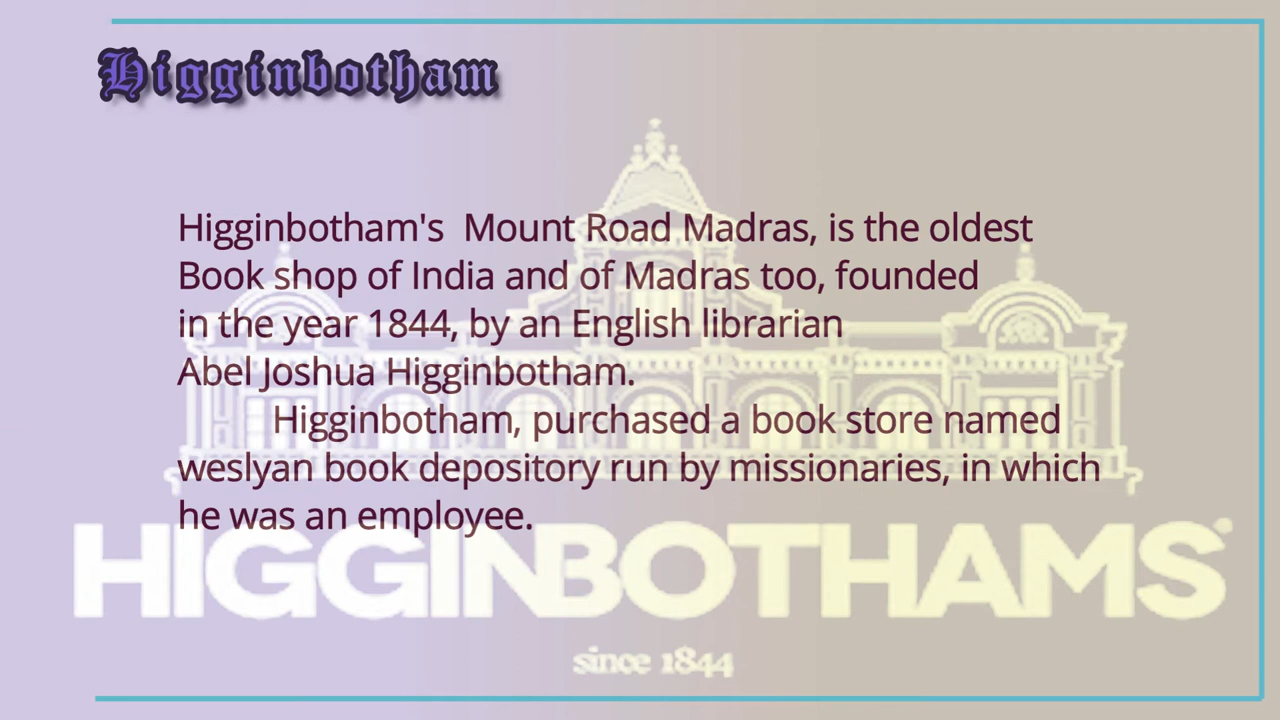 Higginbotham
Higginbotham's  Mount Road Madras, is the oldest
Book shop of India and of Madras too, founded
in the year 1844, by an English librarian
Abel Joshua Higginbotham.
Higginbotham, purchased a book store named
weslyan book depository run by missionaries, in which
he was an employee.
HIGGINBOTHAMS
since 1844